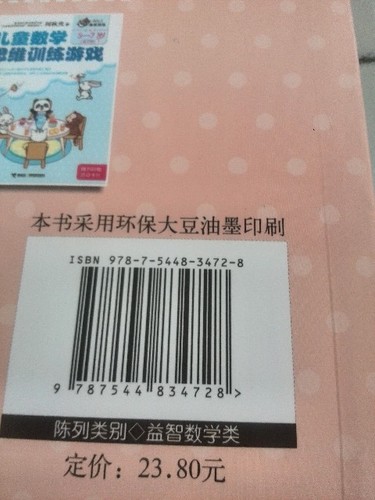 儿童数学
思维训练游戏
5~7岁
本书采用环保大豆油墨印刷
ISBN 978-7-5448-3472-8
9 787544 834728 >
陈列类别◇益智数学类
定价：23.80元